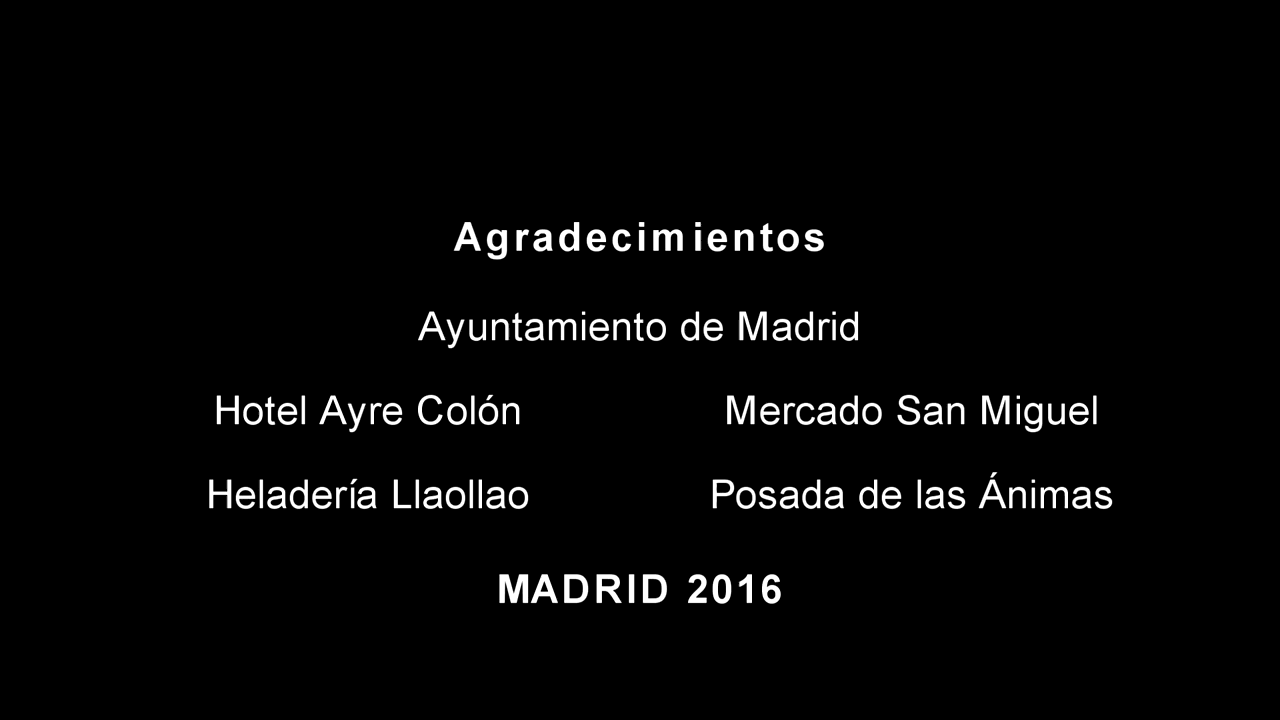 Agradecimientos
Ayuntamiento de Madrid
Hotel Ayre Colón Mercado San Miguel
Heladería Llaollao Posada de las Ánimas
MADRID 2016